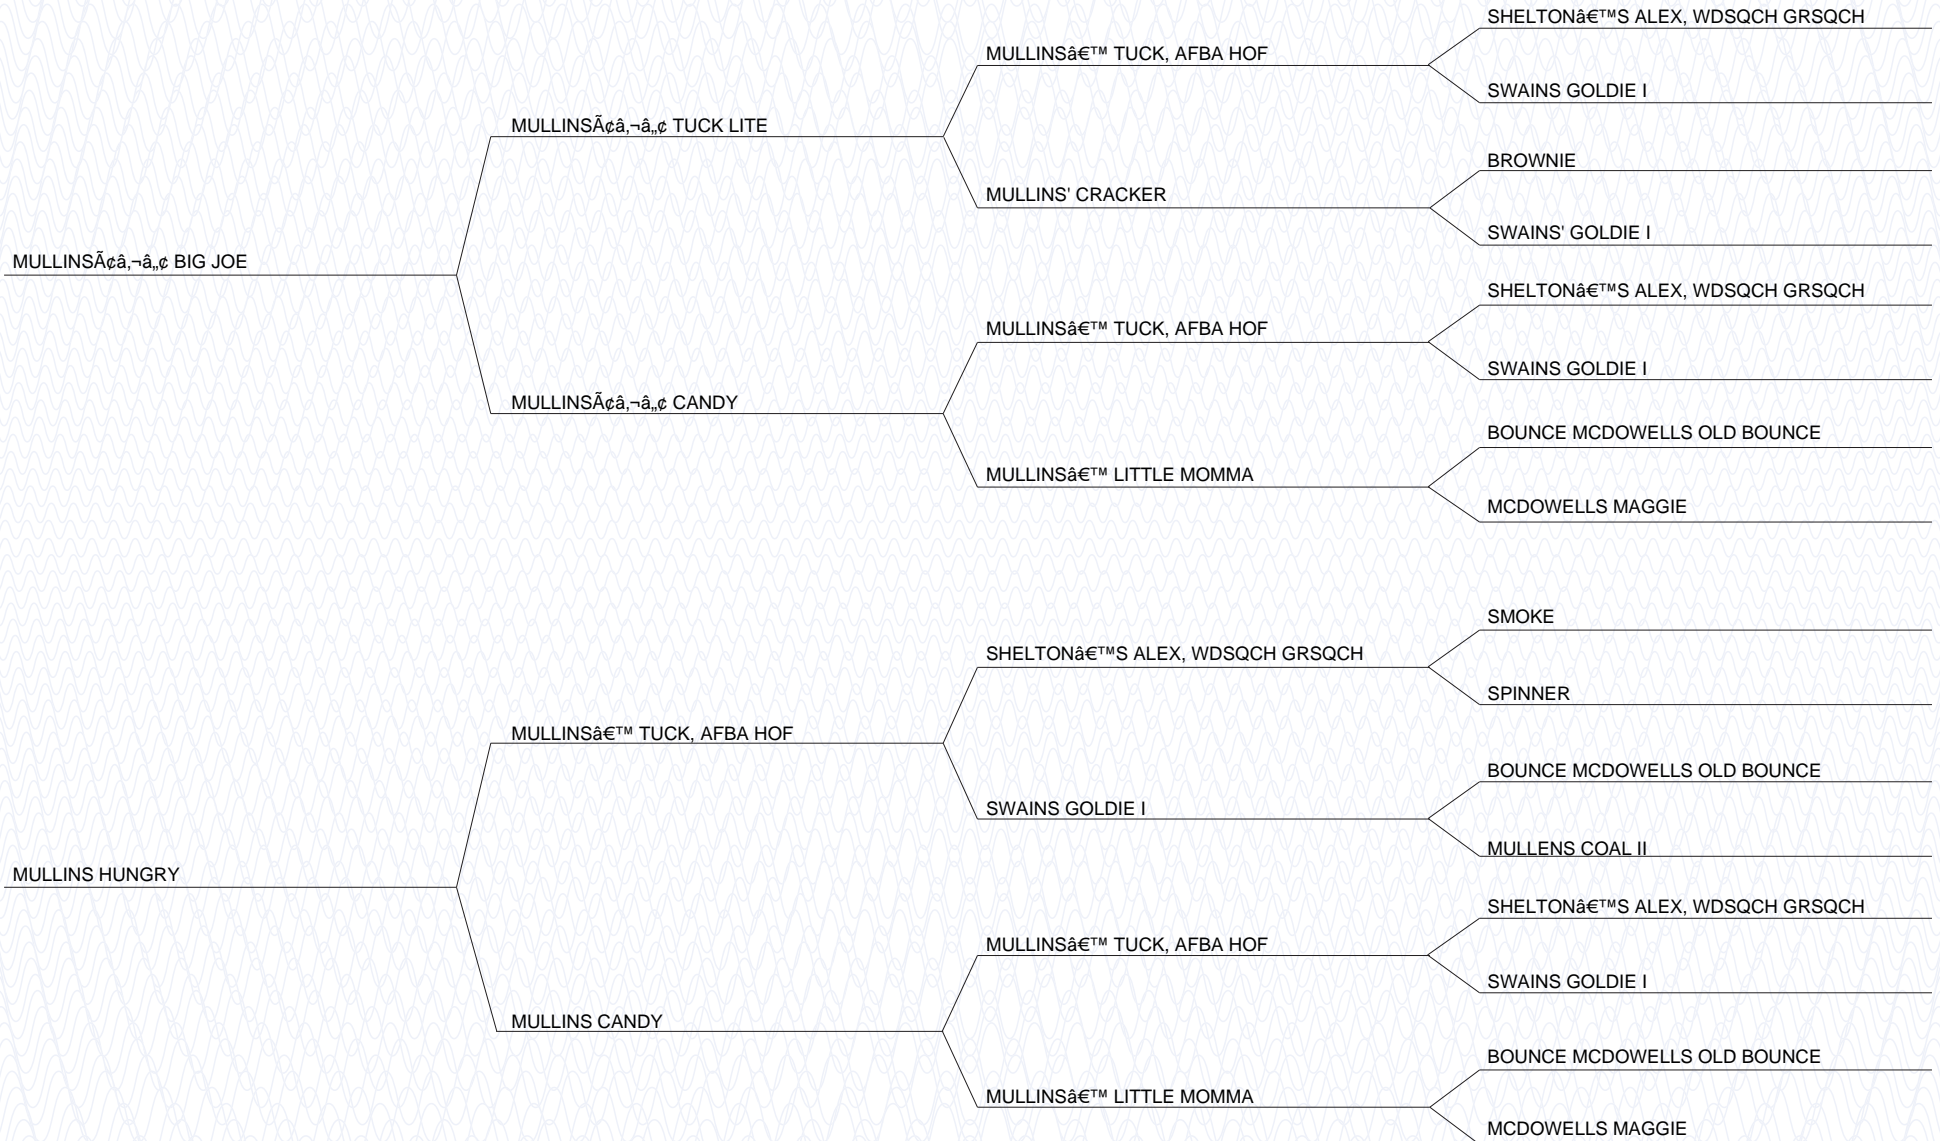 SHELTONâ€™S ALEX, WDSQCH GRSQCH
MULLINSâ€™ TUCK, AFBA HOF
SWAINS GOLDIE I
MULLINSÃ¢â‚¬â„¢ TUCK LITE
BROWNIE
MULLINS' CRACKER
SWAINS' GOLDIE I
MULLINSÃ¢â‚¬â„¢ BIG JOE
SHELTONâ€™S ALEX, WDSQCH GRSQCH
MULLINSâ€™ TUCK, AFBA HOF
SWAINS GOLDIE I
MULLINSÃ¢â‚¬â„¢ CANDY
BOUNCE MCDOWELLS OLD BOUNCE
MULLINSâ€™ LITTLE MOMMA
MCDOWELLS MAGGIE
SMOKE
SHELTONâ€™S ALEX, WDSQCH GRSQCH
SPINNER
MULLINSâ€™ TUCK, AFBA HOF
BOUNCE MCDOWELLS OLD BOUNCE
SWAINS GOLDIE I
MULLENS COAL II
MULLINS HUNGRY
SHELTONâ€™S ALEX, WDSQCH GRSQCH
MULLINSâ€™ TUCK, AFBA HOF
SWAINS GOLDIE I
MULLINS CANDY
BOUNCE MCDOWELLS OLD BOUNCE
MULLINSâ€™ LITTLE MOMMA
MCDOWELLS MAGGIE